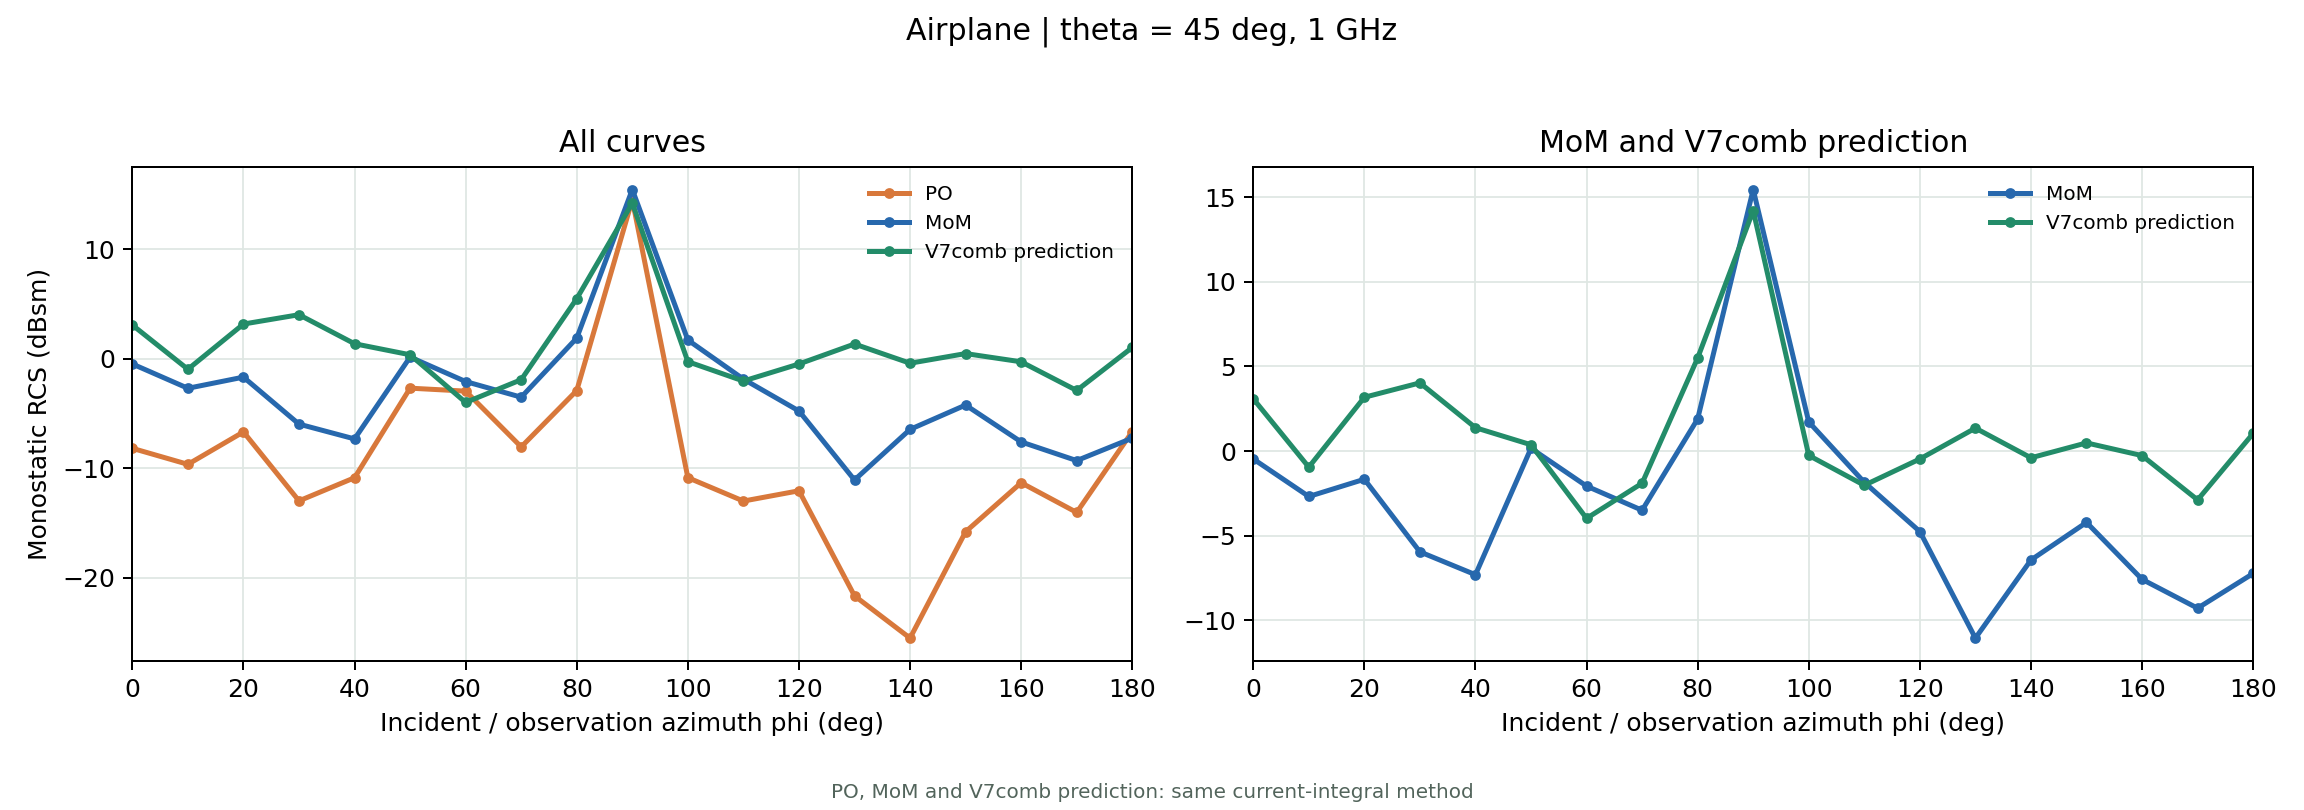 Airplane | theta = 45 deg, 1 GHz
All curves
Monostatic RCS (dBsm)
10
0
−10
−20
PO
MoM
V7comb prediction
0 20 40 60 80 100 120 140 160 180
Incident / observation azimuth phi (deg)
MoM and V7comb prediction
15
10
5
0
−5
−10
MoM
V7comb prediction
0 20 40 60 80 100 120 140 160 180
Incident / observation azimuth phi (deg)
PO, MoM and V7comb prediction: same current-integral method